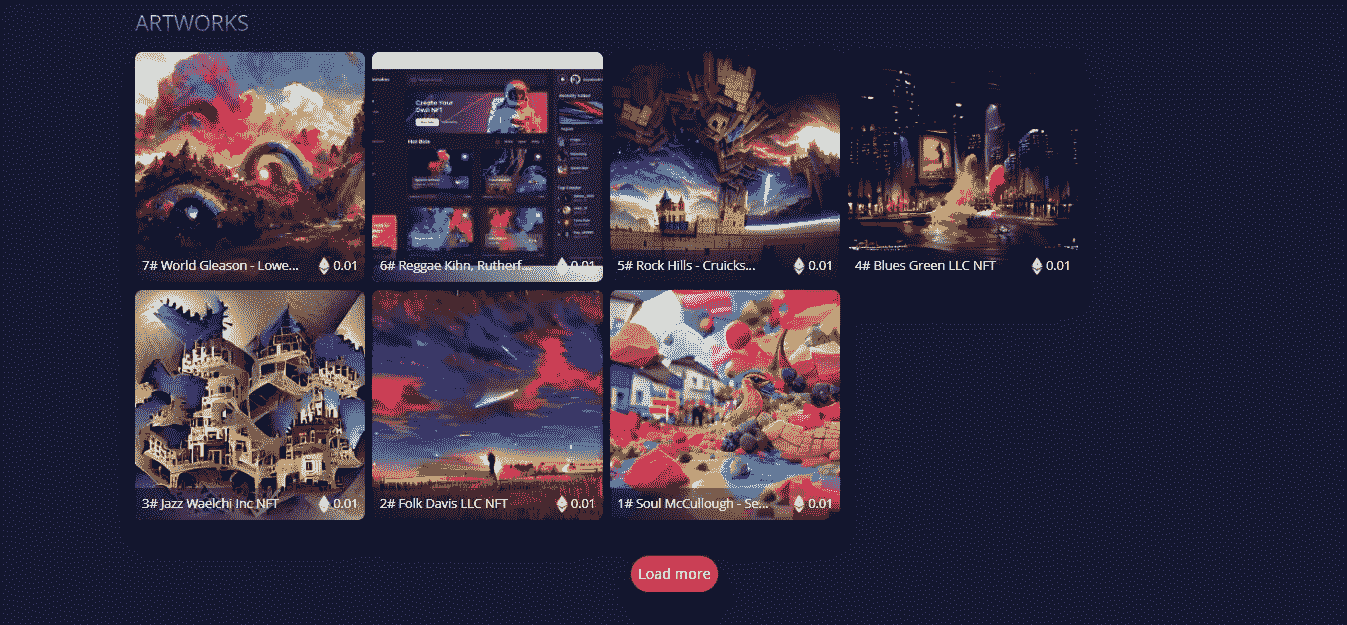 ARTWORKS
Create Your
Own NFT
Hot Bids
7# World Gleason - Lowe... 0.01
6# Reggae Kihn, Rutherf... 0.01
5# Rock Hills - Cruicks... 0.01
4# Blues Green LLC NFT 0.01
3# Jazz Waelchi Inc NFT 0.01
2# Folk Davis LLC NFT 0.01
1# Soul McCullough - Se... 0.01
Load more